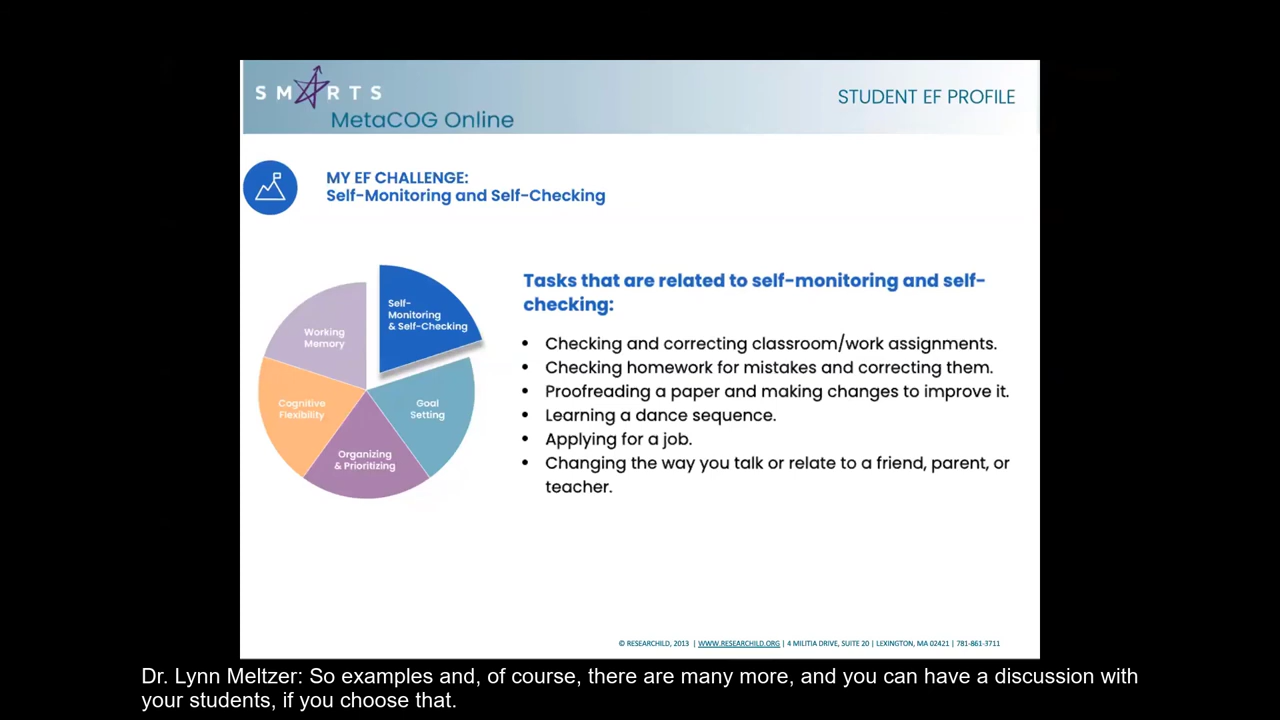 SMARTS
MetaCOG Online
STUDENT EF PROFILE
MY EF CHALLENGE:
Self-Monitoring and Self-Checking
Self-
Monitoring
& Self-Checking
Working
Memory
Cognitive
Flexibility
Goal
Setting
Organizing
& Prioritizing
Tasks that are related to self-monitoring and self-
checking:
• Checking and correcting classroom/work assignments.
• Checking homework for mistakes and correcting them.
• Proofreading a paper and making changes to improve it.
• Learning a dance sequence.
• Applying for a job.
• Changing the way you talk or relate to a friend, parent, or
teacher.
© RESEARCHILD, 2013 | WWW.RESEARCHILD.ORG | 4 MILITIA DRIVE, SUITE 20 | LEXINGTON, MA 02421 | 781-861-3711
Dr. Lynn Meltzer: So examples and, of course, there are many more, and you can have a discussion with
your students, if you choose that.